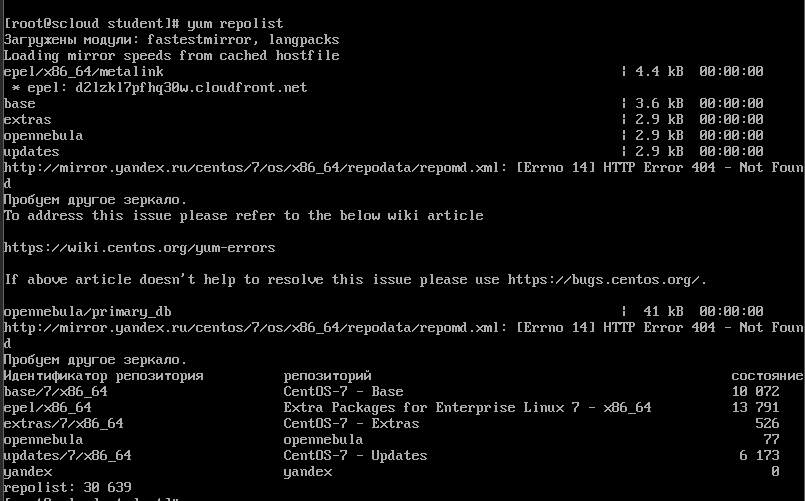 [root@scloud student]# yum repolist
Загружены модули: fastestmirror, langpacks
Loading mirror speeds from cached hostfile
epel/x86_64/metalink | 4.4 kB 00:00:00
* epel: d2lzkl7pfhq30w.cloudfront.net
base | 3.6 kB 00:00:00
extras | 2.9 kB 00:00:00
opennebula | 2.9 kB 00:00:00
updates | 2.9 kB 00:00:00
http://mirror.yandex.ru/centos/7/os/x86_64/repodata/repomd.xml: [Errno 14] HTTP Error 404 - Not Foun
d
Пробуем другое зеркало.
To address this issue please refer to the below wiki article
https://wiki.centos.org/yum-errors
If above article doesn't help to resolve this issue please use https://bugs.centos.org/.
opennebula/primary_db | 41 kB 00:00:00
http://mirror.yandex.ru/centos/7/os/x86_64/repodata/repomd.xml: [Errno 14] HTTP Error 404 - Not Foun
d
Пробуем другое зеркало.
Идентификатор репозитория репозиторий состояние
base/7/x86_64 CentOS-7 - Base 10 072
epel/x86_64 Extra Packages for Enterprise Linux 7 - x86_64 13 791
extras/7/x86_64 CentOS-7 - Extras 526
opennebula opennebula 77
updates/7/x86_64 CentOS-7 - Updates 6 173
yandex yandex 0
repolist: 30 639